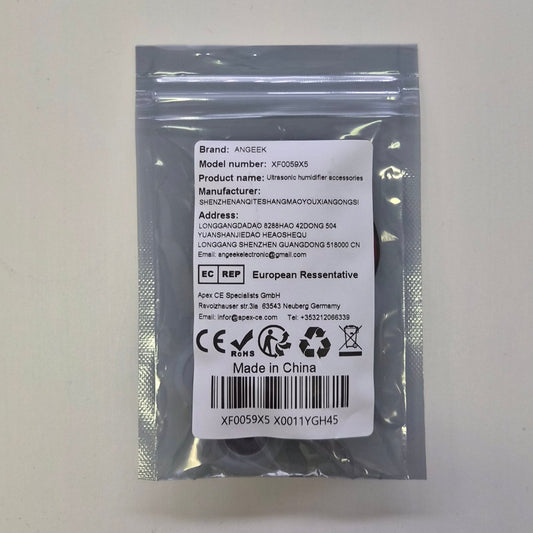 Brand: ANGEEK
Model number: XF0059X5
Product name: Ultrasonic humidifier accessories
Manufacturer:
SHENZHENANQITESHANGMAOYOUXIANGONGSI
Address:
LONGGANGDADAO 8288HAO 42DONG 504
YUANSHANJIEDAO HEAOSHEQU
LONGGANG SHENZHEN GUANGDONG 518000 CN
Email: angeekelectronic@gmail.com
EC REP European Ressentative
Apex CE Specialists GmbH
Rsvolzhauser str.3la 63543 Neuberg Germamy
Email: infor@apex-ce.com Tel: +353212066339
CE RoHS
Made in China
XF0059X5 X0011YGH45